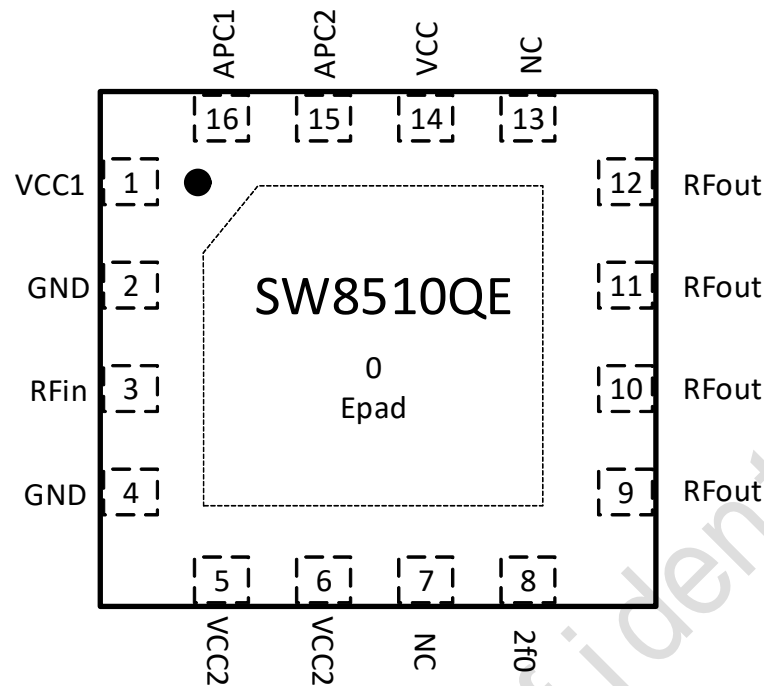 APC1 APC2 VCC NC
16 15 14 13
VCC1 1 12 RFout
GND 2 11 RFout
SW8510QE
RFin 3 0 10 RFout
Epad
GND 4 9 RFout
5 6 7 8
VCC2 VCC2 NC 2f0
fident